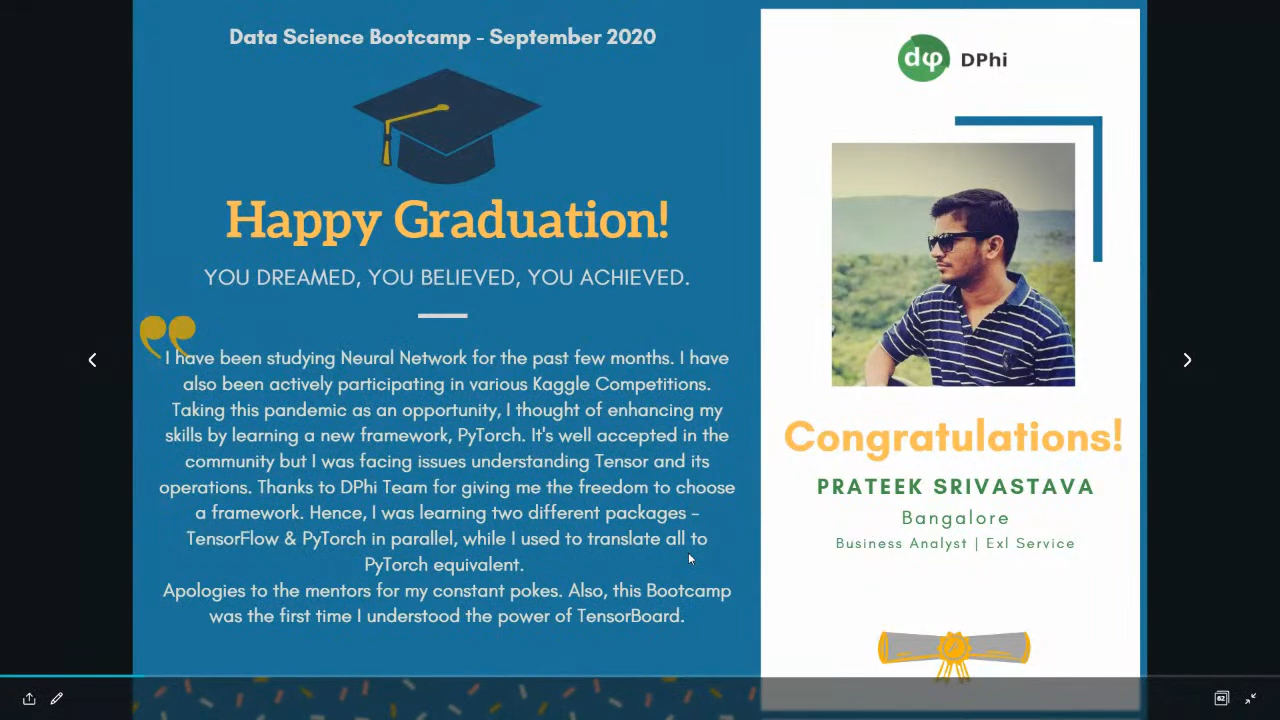 Data Science Bootcamp - September 2020
Happy Graduation!
YOU DREAMED, YOU BELIEVED, YOU ACHIEVED.
I have been studying Neural Network for the past few months. I have
also been actively participating in various Kaggle Competitions.
Taking this pandemic as an opportunity, I thought of enhancing my
skills by learning a new framework, PyTorch. It's well accepted in the
community but I was facing issues understanding Tensor and its
operations. Thanks to DPhi Team for giving me the freedom to choose
a framework. Hence, I was learning two different packages -
TensorFlow & PyTorch in parallel, while I used to translate all to
PyTorch equivalent.
Apologies to the mentors for my constant pokes. Also, this Bootcamp
was the first time I understood the power of TensorBoard.
dφ DPhi
Congratulations!
PRATEEK SRIVASTAVA
Bangalore
Business Analyst | Exl Service
62